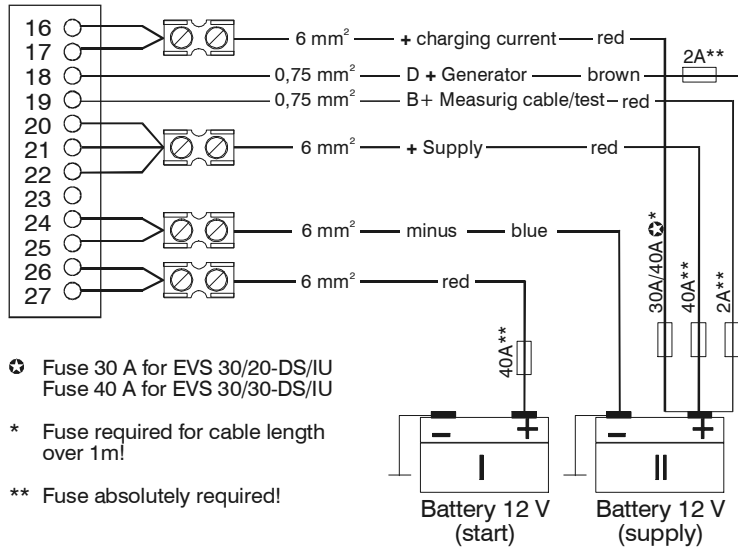 16
17
18
19
20
21
22
23
24
25
26
27
6 mm² + charging current red
2A**
0,75 mm² D + Generator brown
0,75 mm² B+ Measurig cable/test red
6 mm² + Supply red
6 mm² minus blue
6 mm² red
30A/40A ✪*
40A**
2A**
40A**
✪ Fuse 30 A for EVS 30/20-DS/IU
Fuse 40 A for EVS 30/30-DS/IU
* Fuse required for cable length
over 1m!
** Fuse absolutely required!
− +
I
Battery 12 V
(start)
− +
II
Battery 12 V
(supply)